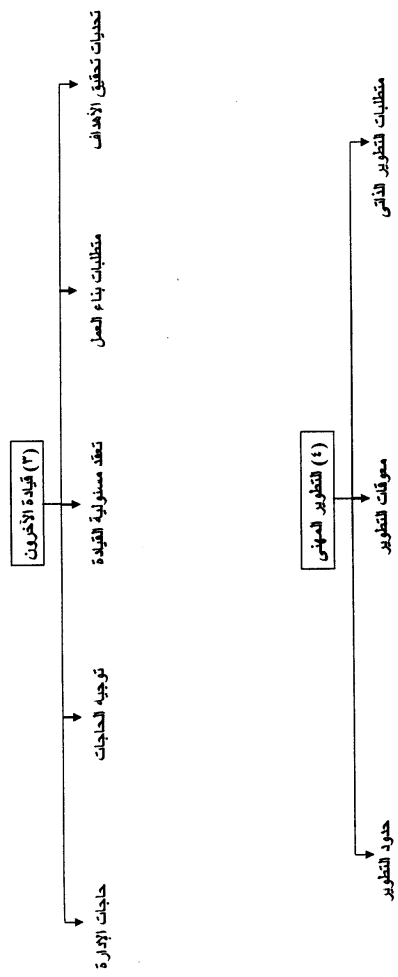 (٣) قيادة الآخرون
تحديات تحقيق الأهداف
متطلبات بناء العمل
تعقد مسئولية القيادة
توجيه الحاجات
حاجات الإدارة
(٤) التطوير المهنى
متطلبات التطوير الذاتى
معوقات التطوير
حدود التطوير